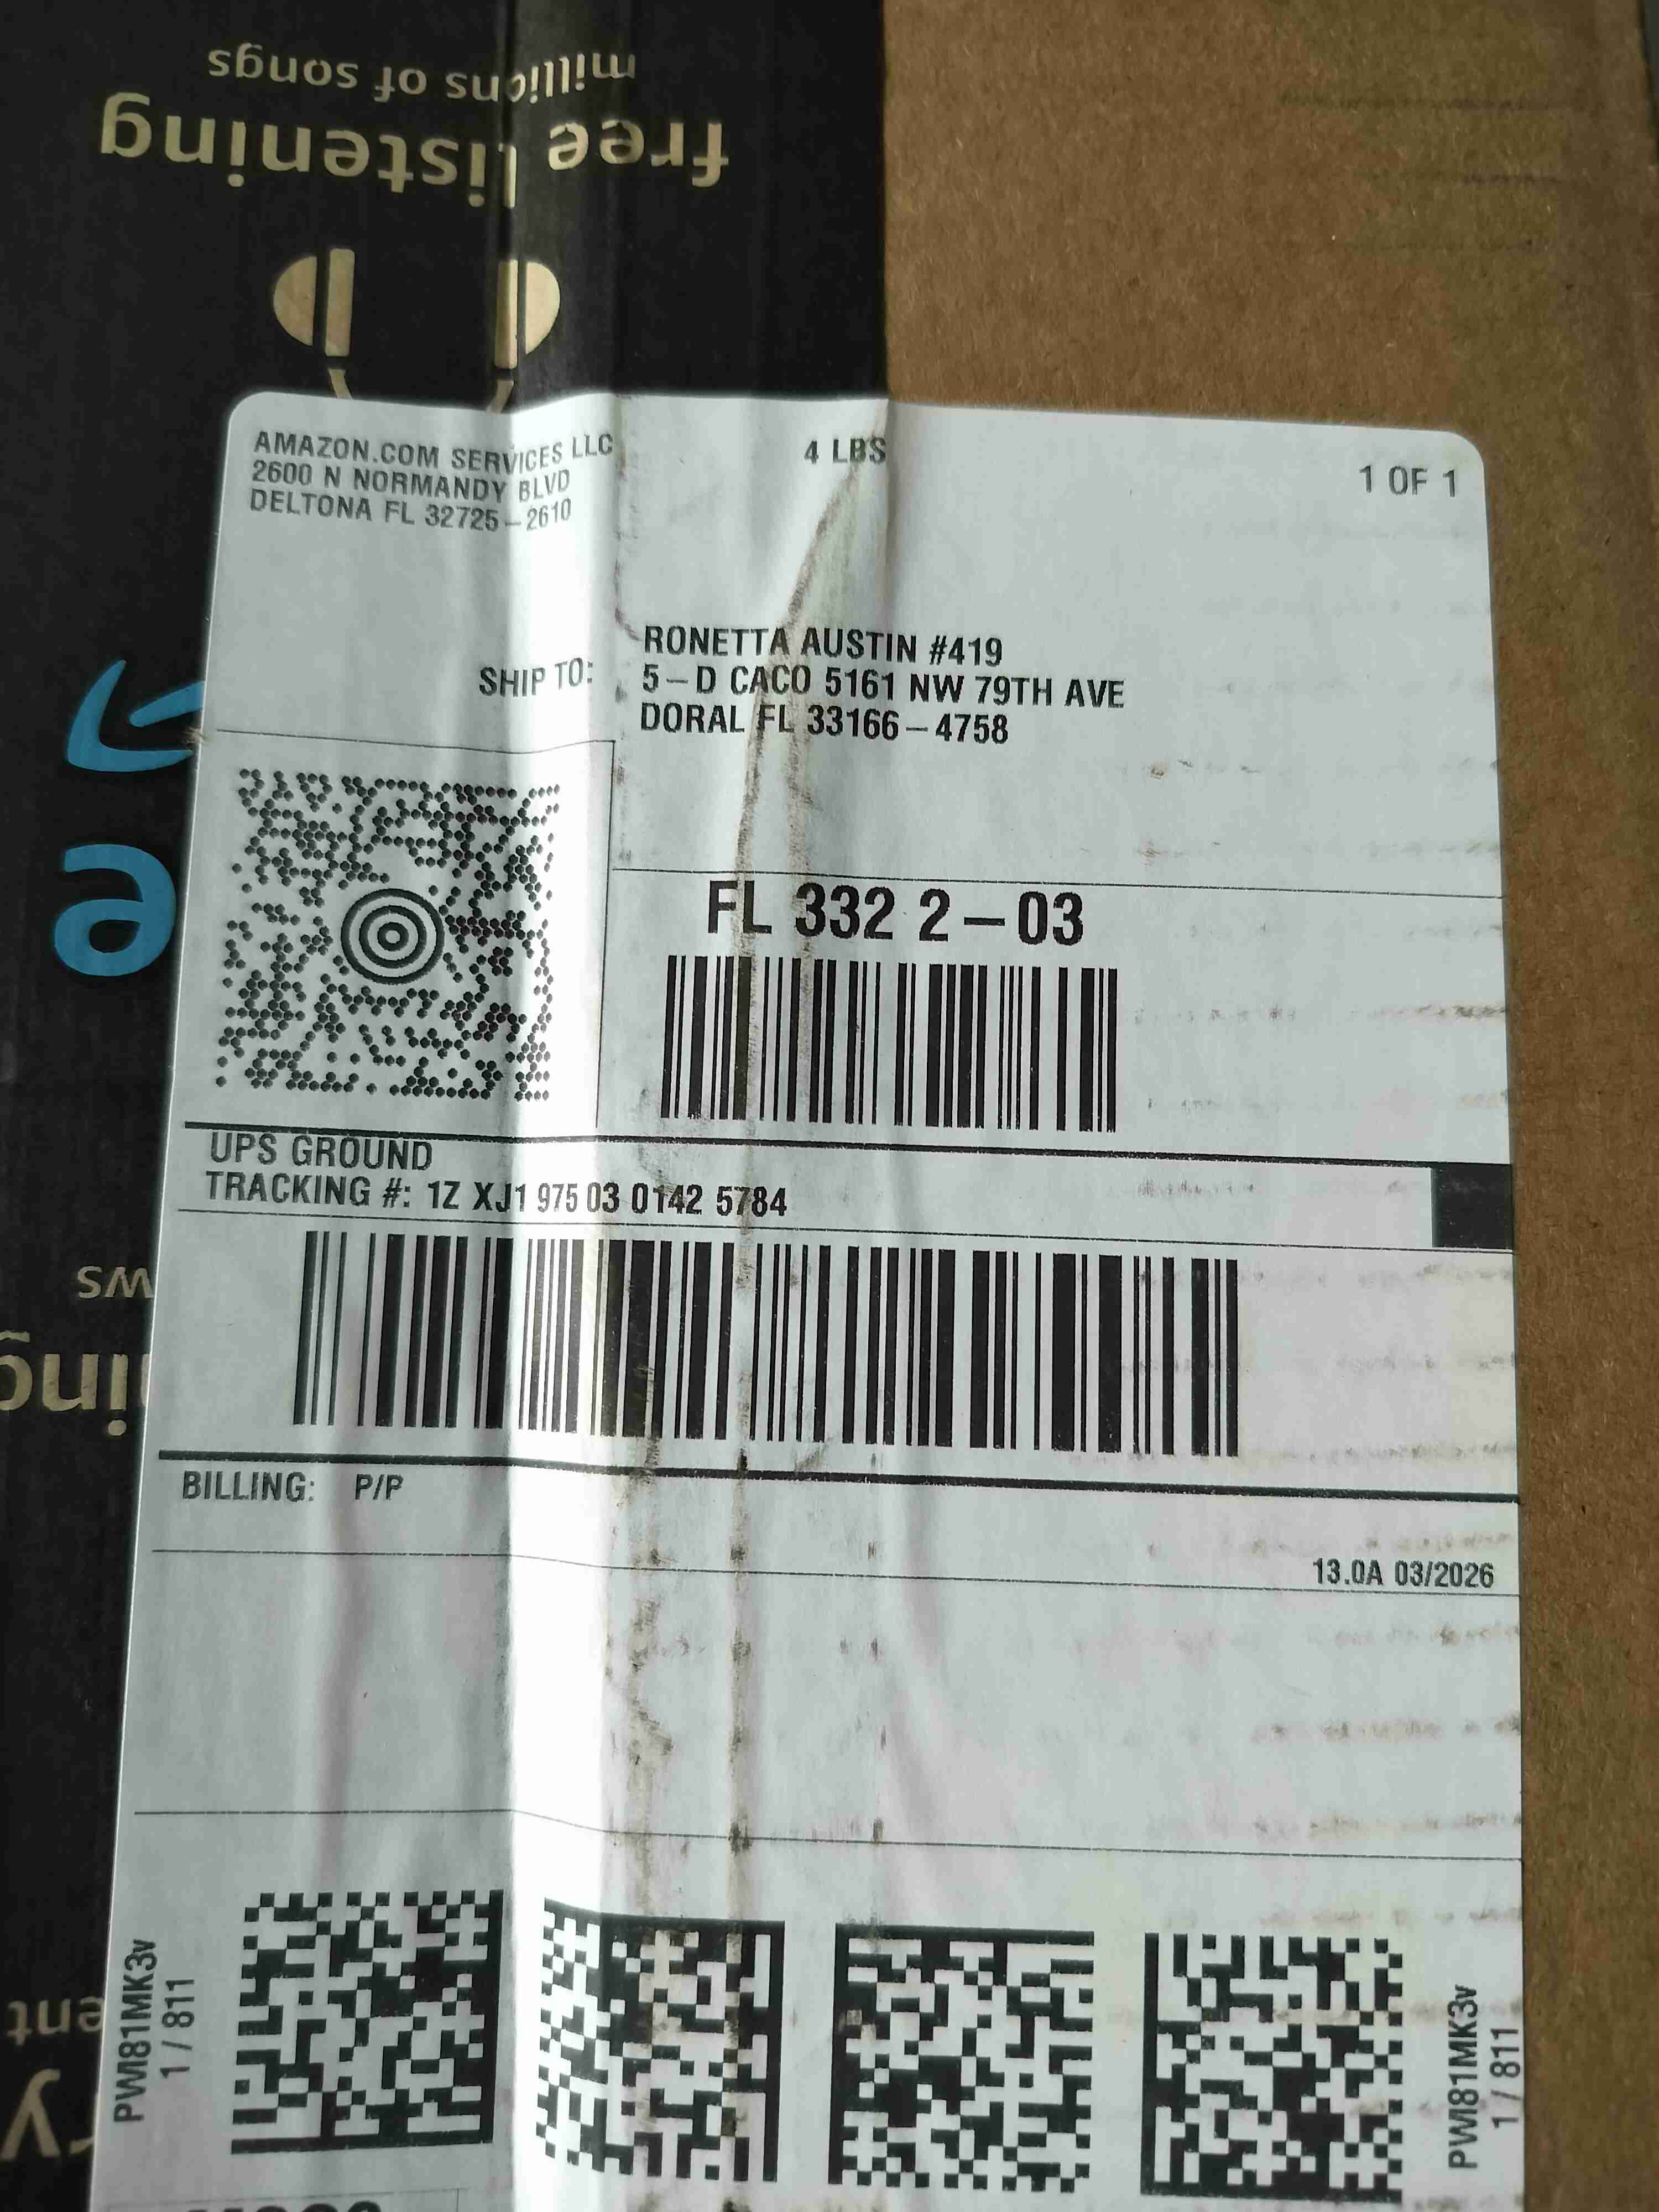 millions of songs
free listening
AMAZON.COM SERVICES LLC
2600 N NORMANDY BLVD
DELTONA FL 32725-2610
4 LBS
1 OF 1
SHIP TO:
RONETTA AUSTIN #419
5-D CACO 5161 NW 79TH AVE
DORAL FL 33166-4758
FL 332 2-03
UPS GROUND
TRACKING #: 1Z XJ1 975 03 0142 5784
BILLING: P/P
13.0A 03/2026
PWI81MK3v
1 / 811
PWI81MK3v
1 / 811